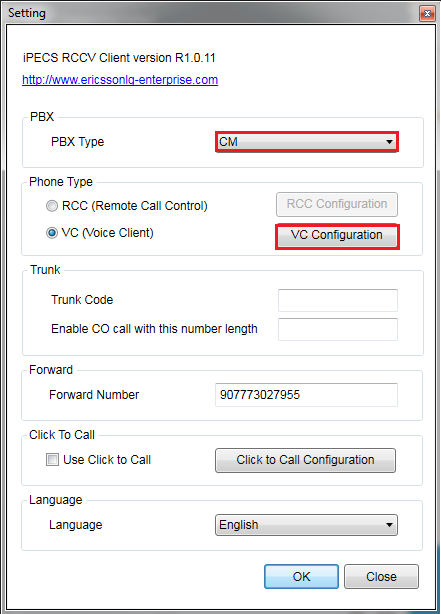 Setting
iPECS RCCV Client version R1.0.11
http://www.ericssonlg-enterprise.com
PBX
PBX Type CM
Phone Type
RCC (Remote Call Control) RCC Configuration
VC (Voice Client) VC Configuration
Trunk
Trunk Code
Enable CO call with this number length
Forward
Forward Number 907773027955
Click To Call
Use Click to Call Click to Call Configuration
Language
Language English
OK Close